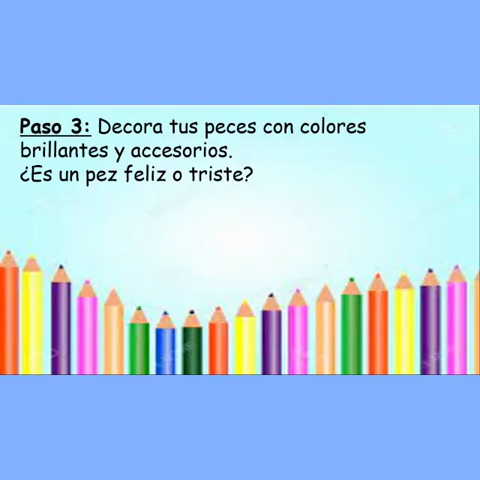 Paso 3: Decora tus peces con colores
brillantes y accesorios.
¿Es un pez feliz o triste?